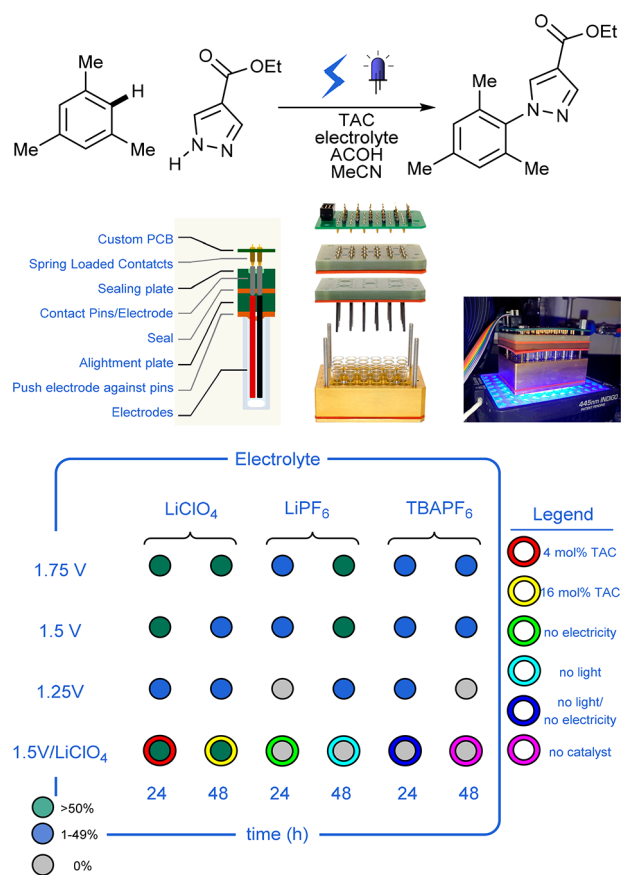 Me
H
Me
Me
O
OEt
N
N
H
TAC
electrolyte
ACOH
MeCN
O
OEt
Me
N
N
Me
Me
Custom PCB
Spring Loaded Contatcts
Sealing plate
Contact Pins/Electrode
Seal
Alightment plate
Push electrode against pins
Electrodes
445nm INDIGO
Electrolyte
LiClO4
LiPF6
TBAPF6
1.75 V
1.5 V
1.25V
1.5V/LiClO4
24
48
24
48
24
48
time (h)
>50%
1-49%
0%
Legend
4 mol% TAC
16 mol% TAC
no electricity
no light
no light/
no electricity
no catalyst